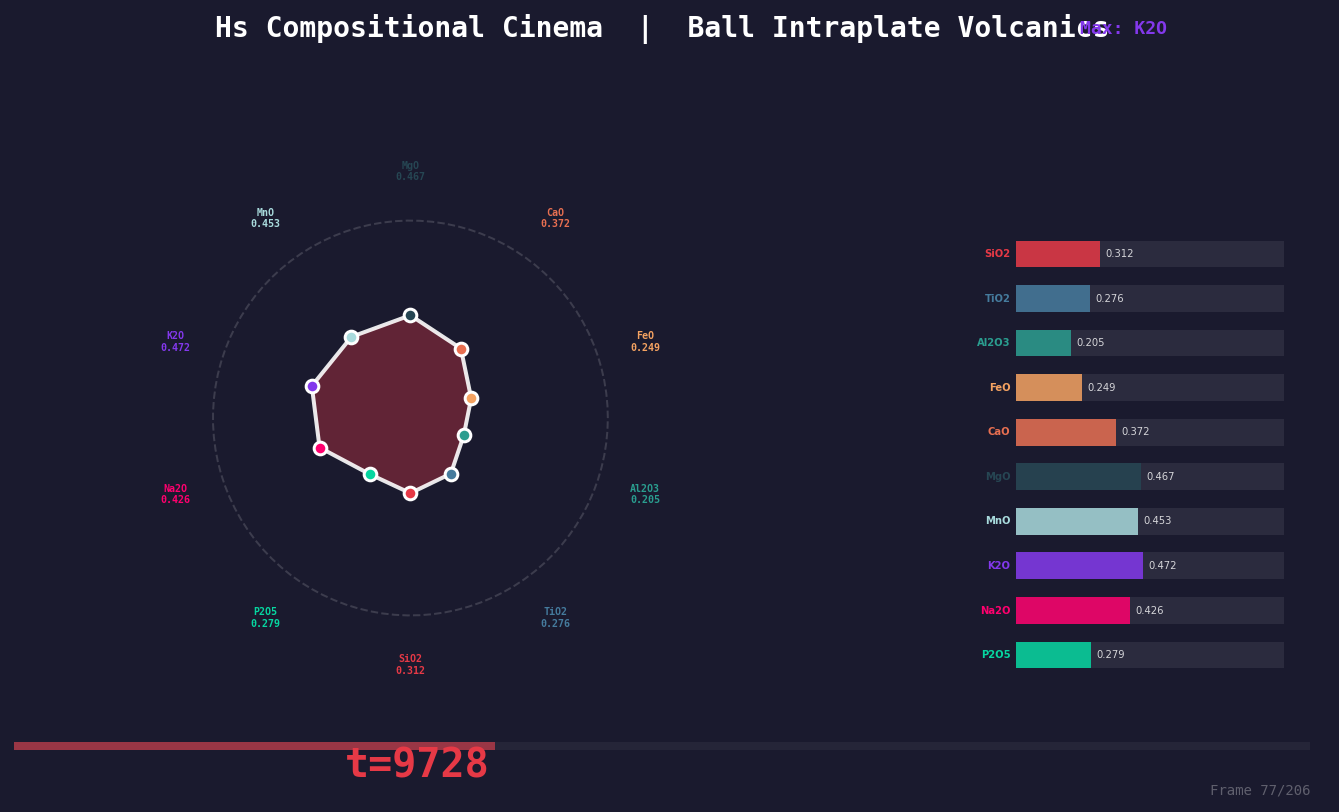 Hs Compositional Cinema | Ball Intraplate Volcanics
Max: K2O
MgO
0.467
MnO
0.453
CaO
0.372
K2O
0.472
FeO
0.249
Na2O
0.426
Al2O3
0.205
P2O5
0.279
TiO2
0.276
SiO2
0.312
SiO2 0.312
TiO2 0.276
Al2O3 0.205
FeO 0.249
CaO 0.372
MgO 0.467
MnO 0.453
K2O 0.472
Na2O 0.426
P2O5 0.279
t=9728
Frame 77/206